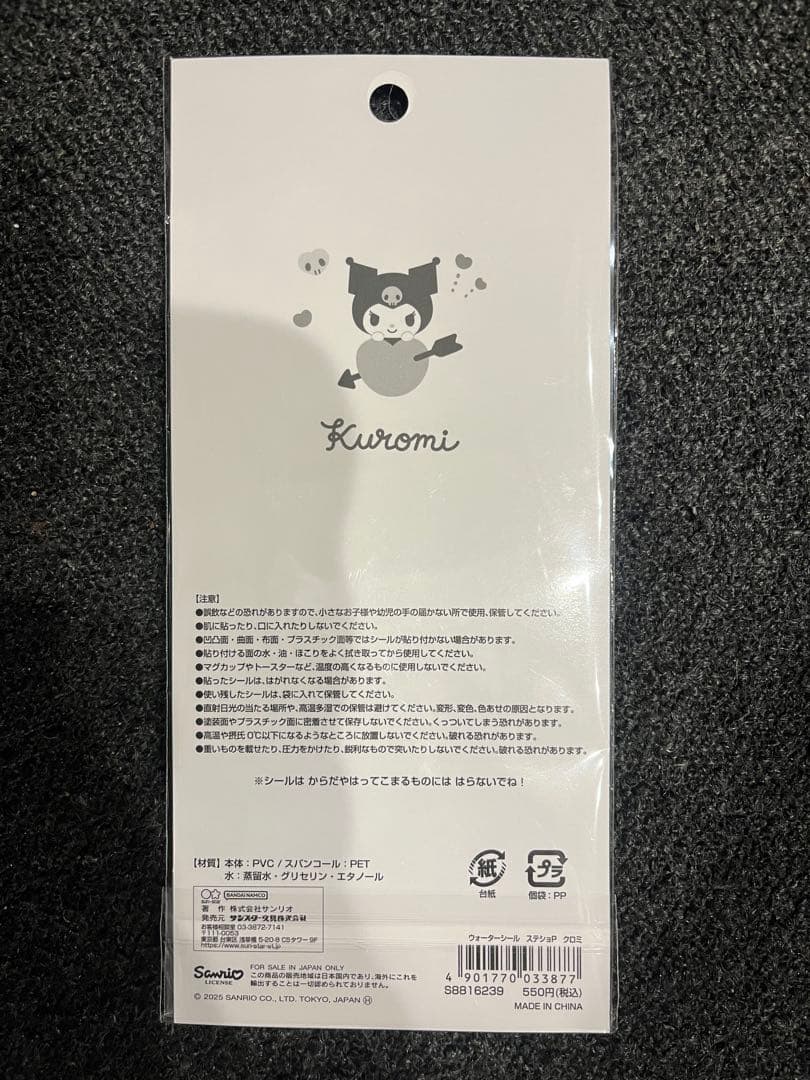 Kuromi
【注意】
●誤飲などの恐れがありますので、小さなお子様や幼児の手の届かない所で使用、保管してください。
●肌に貼ったり、口に入れたりしないでください。
●凹凸面・曲面・布面・プラスチック面等ではシールが貼り付かない場合があります。
●貼り付ける面の水・油・ほこりをよく拭き取ってから使用してください。
●マグカップやトースターなど、温度の高くなるものに使用しないでください。
●貼ったシールは、はがれなくなる場合があります。
●使い残したシールは、袋に入れて保管してください。
●直射日光の当たる場所や、高温多湿での保管は避けてください。変形、変色、色あせの原因となります。
●塗装面やプラスチック面に密着させて保存しないでください。くっついてしまう恐れがあります。
●高温や摂氏0℃以下になるようなところに放置しないでください。破れる恐れがあります。
●重いものを載せたり、圧力をかけたり、鋭利なもので突いたりしないでください。破れる恐れがあります。
※シールは からだやはってこまるものには はらないでね！
【材質】本体：PVC / スパンコール：PET
水：蒸留水・グリセリン・エタノール
紙
台紙
プラ
個袋：PP
sun-star BANDAI NAMCO
著 作 株式会社サンリオ
発売元 サンスター文具株式会社
お客様相談室 03-3872-7141
〒111-0053
東京都 台東区 浅草橋 5-20-8 CSタワー 9F
https://www.sun-star-st.jp
Sanrio
LICENSE
FOR SALE IN JAPAN ONLY
この商品の販売地域は日本国内であり、海外にこれを
輸出することは一切認められておりません。
© 2025 SANRIO CO., LTD. TOKYO, JAPAN Ⓗ
ウォーターシール ステショP クロミ
4 901770 033877
S8816239 550円(税込)
MADE IN CHINA